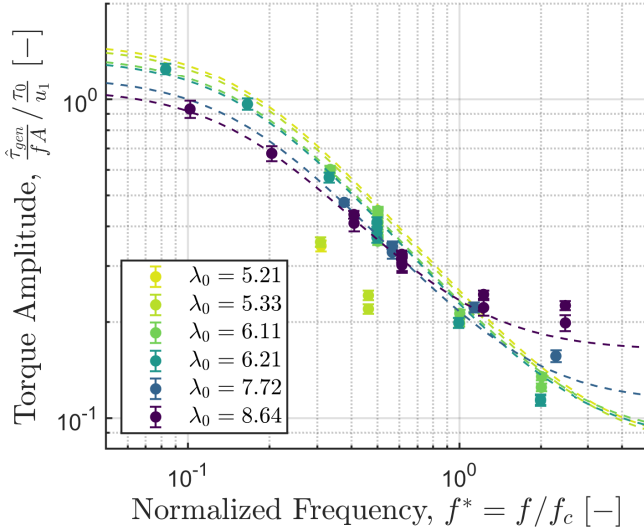 Torque Amplitude, τ̂_gen/fA / τ_0/u_1 [−]
10^0
10^-1
λ_0 = 5.21
λ_0 = 5.33
λ_0 = 6.11
λ_0 = 6.21
λ_0 = 7.72
λ_0 = 8.64
10^-1
10^0
Normalized Frequency, f* = f/f_c [−]